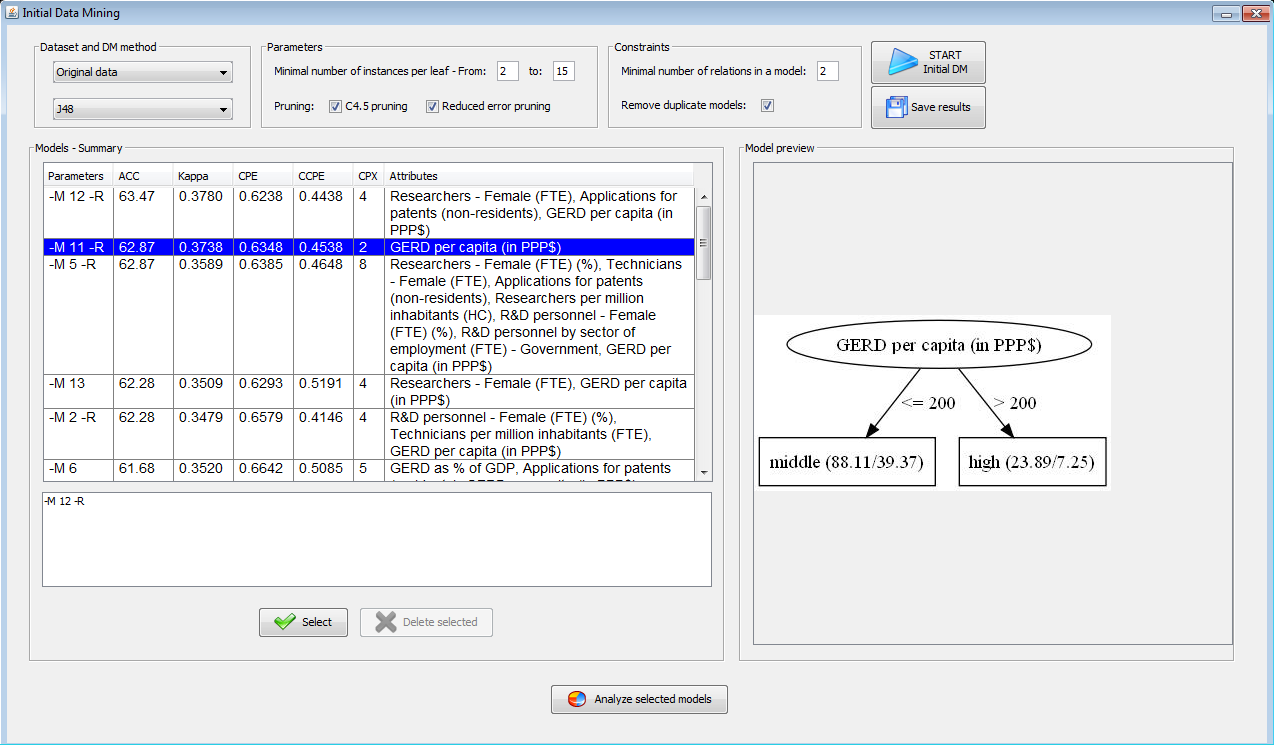 Initial Data Mining
Dataset and DM method
Original data
J48
Parameters
Minimal number of instances per leaf - From: 2 to: 15
Pruning: C4.5 pruning Reduced error pruning
Constraints
Minimal number of relations in a model: 2
Remove duplicate models:
START
Initial DM
Save results
Models - Summary
Parameters ACC Kappa CPE CCPE CPX Attributes
-M 12 -R 63.47 0.3780 0.6238 0.4438 4 Researchers - Female (FTE), Applications for
patents (non-residents), GERD per capita (in
PPP$)
-M 11 -R 62.87 0.3738 0.6348 0.4538 2 GERD per capita (in PPP$)
-M 5 -R 62.87 0.3589 0.6385 0.4648 8 Researchers - Female (FTE) (%), Technicians
- Female (FTE), Applications for patents
(non-residents), Researchers per million
inhabitants (HC), R&D personnel - Female
(FTE) (%), R&D personnel by sector of
employment (FTE) - Government, GERD per
capita (in PPP$)
-M 13 62.28 0.3509 0.6293 0.5191 4 Researchers - Female (FTE), GERD per capita
(in PPP$)
-M 2 -R 62.28 0.3479 0.6579 0.4146 4 R&D personnel - Female (FTE) (%),
Technicians per million inhabitants (FTE),
GERD per capita (in PPP$)
-M 6 61.68 0.3520 0.6642 0.5085 5 GERD as % of GDP, Applications for patents
-M 12 -R
Select
Delete selected
Model preview
GERD per capita (in PPP$)
<= 200
> 200
middle (88.11/39.37)
high (23.89/7.25)
Analyze selected models